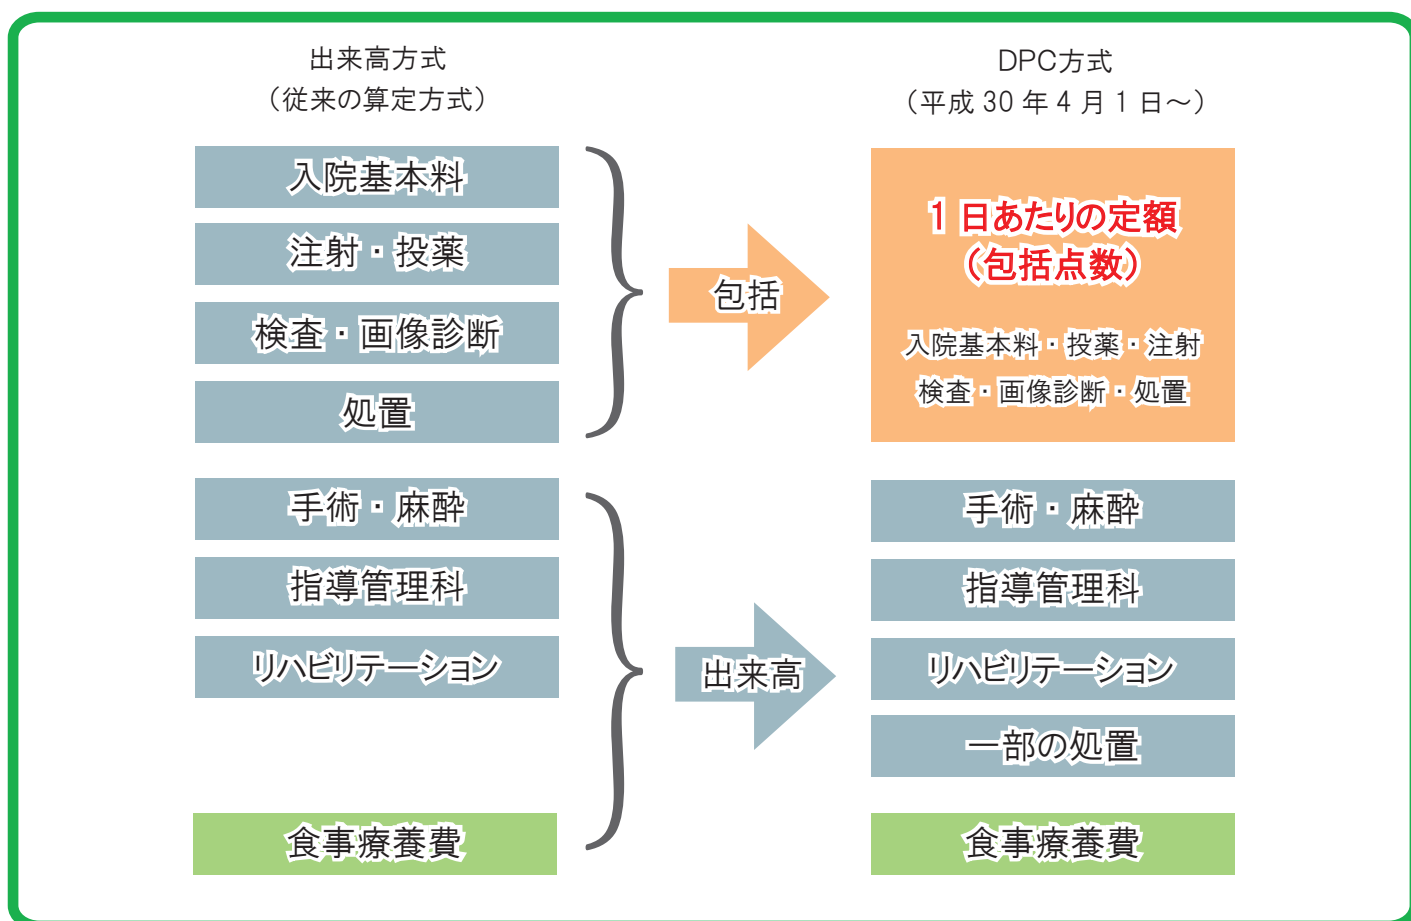 出来高方式
（従来の算定方式）
入院基本料
注射・投薬
検査・画像診断
処置
手術・麻酔
指導管理科
リハビリテーション
食事療養費
包括
出来高
DPC方式
（平成 30 年 4 月 1 日～）
1 日あたりの定額
（包括点数）
入院基本料・投薬・注射
検査・画像診断・処置
手術・麻酔
指導管理科
リハビリテーション
一部の処置
食事療養費